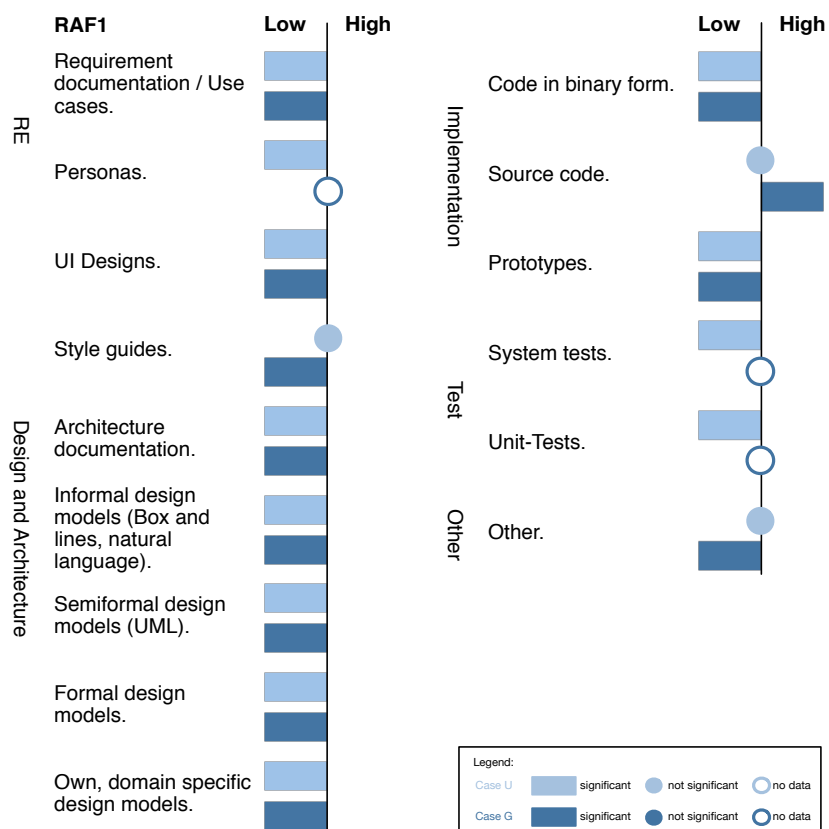 RAF1
Low
High
RE
Requirement
documentation / Use
cases.
Personas.
Design and Architecture
UI Designs.
Style guides.
Architecture
documentation.
Informal design
models (Box and
lines, natural
language).
Semiformal design
models (UML).
Formal design
models.
Own, domain specific
design models.
Low
High
Implementation
Code in binary form.
Source code.
Prototypes.
Test
System tests.
Unit-Tests.
Other
Other.
Legend:
Case U significant not significant no data
Case G significant not significant no data